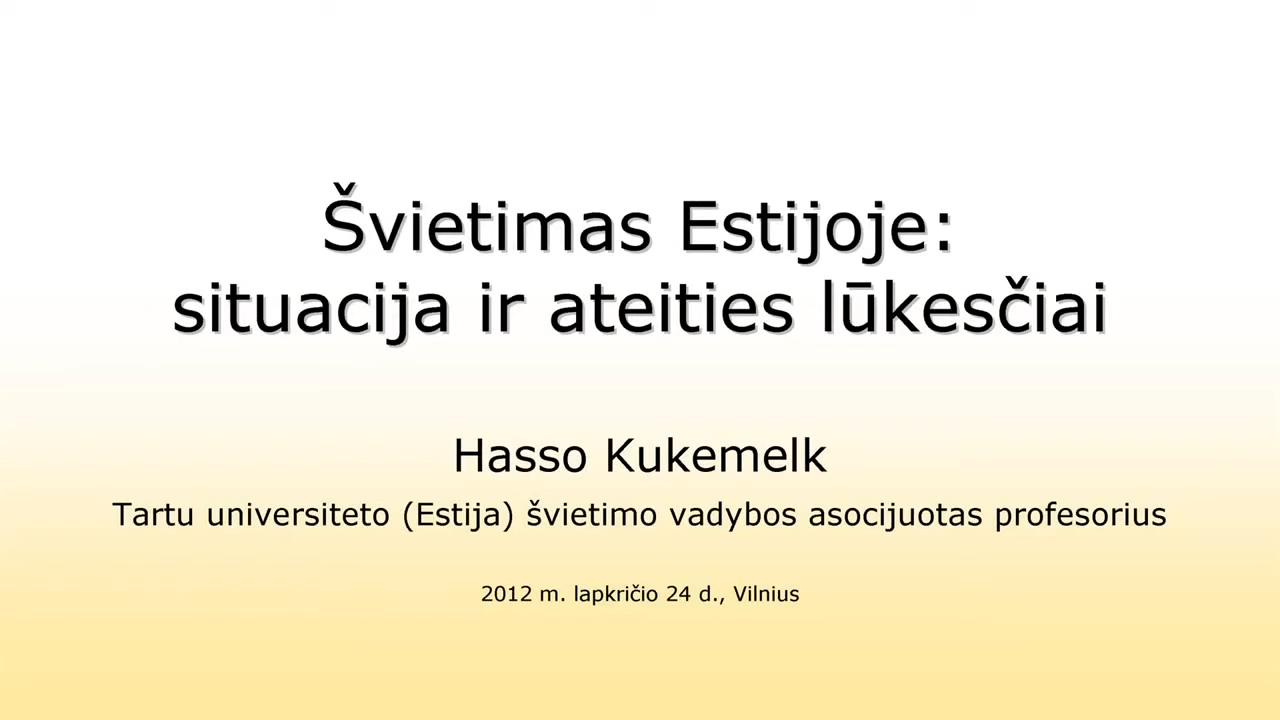 Švietimas Estijoje:
situacija ir ateities lūkesčiai
Hasso Kukemelk
Tartu universiteto (Estija) švietimo vadybos asocijuotas profesorius
2012 m. lapkričio 24 d., Vilnius